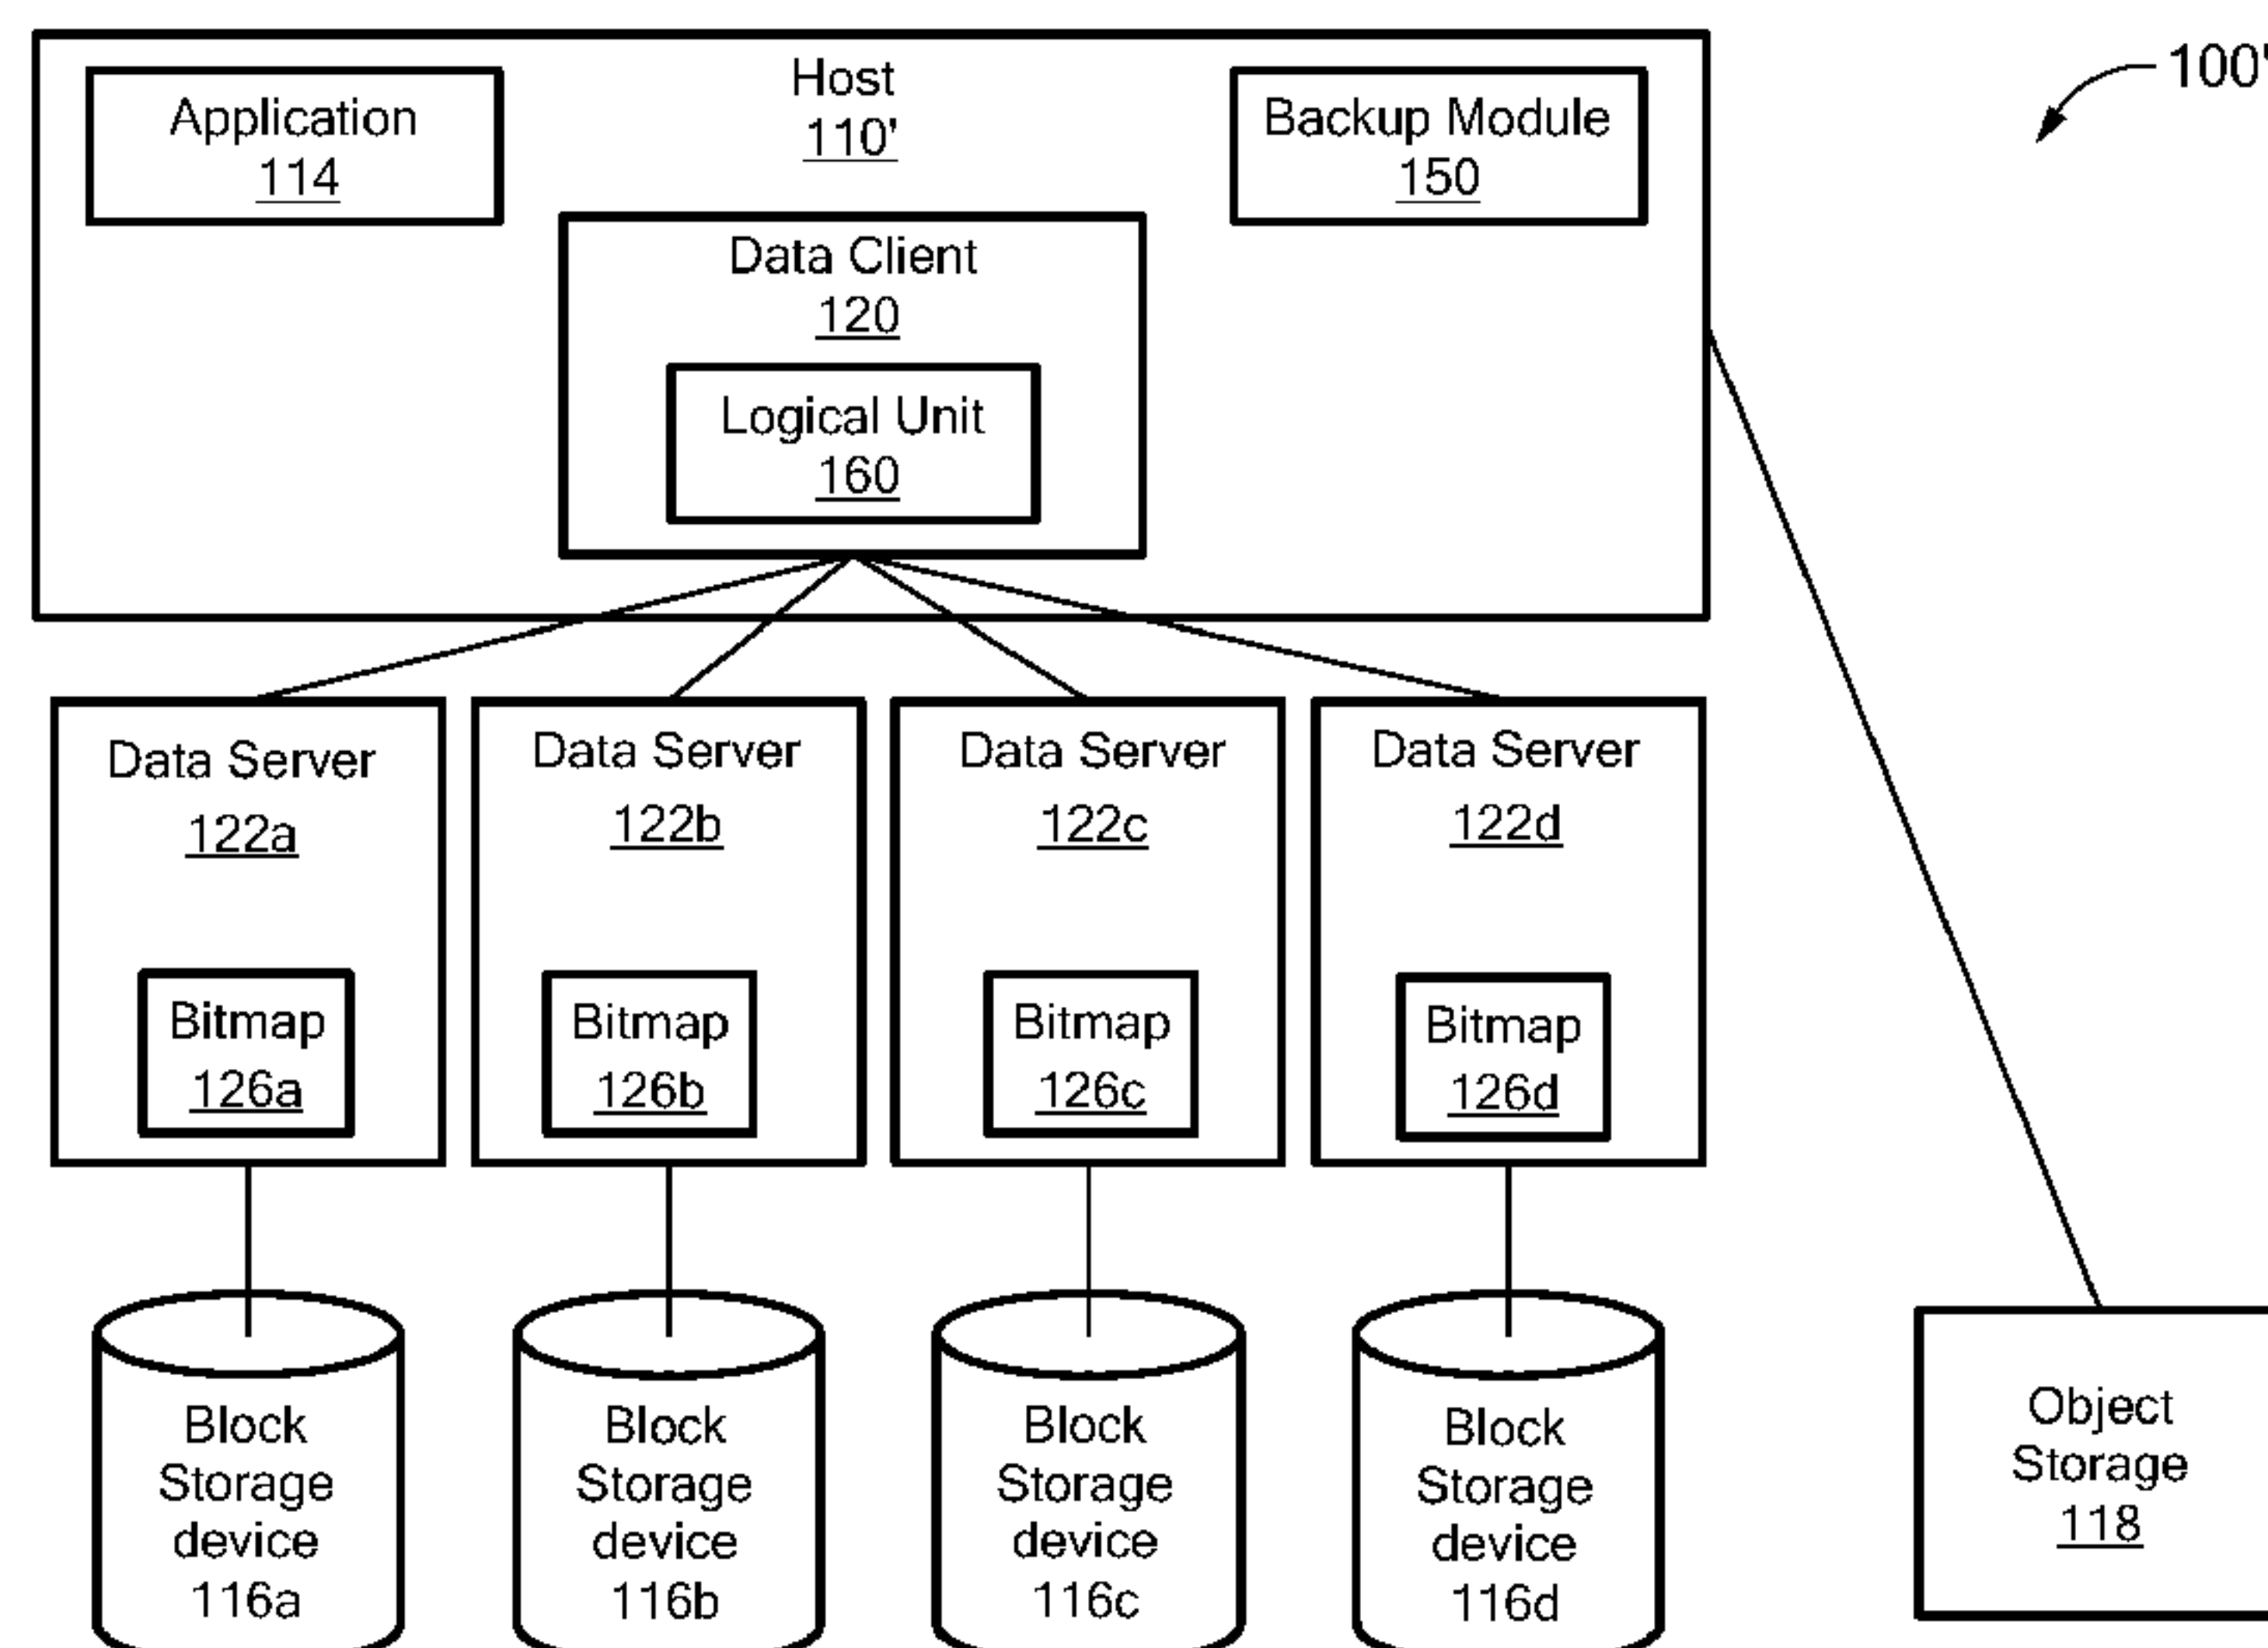 Host
110'
100'
Application
114
Backup Module
150
Data Client
120
Logical Unit
160
Data Server
122a
Data Server
122b
Data Server
122c
Data Server
122d
Bitmap
126a
Bitmap
126b
Bitmap
126c
Bitmap
126d
Block
Storage
device
116a
Block
Storage
device
116b
Block
Storage
device
116c
Block
Storage
device
116d
Object
Storage
118